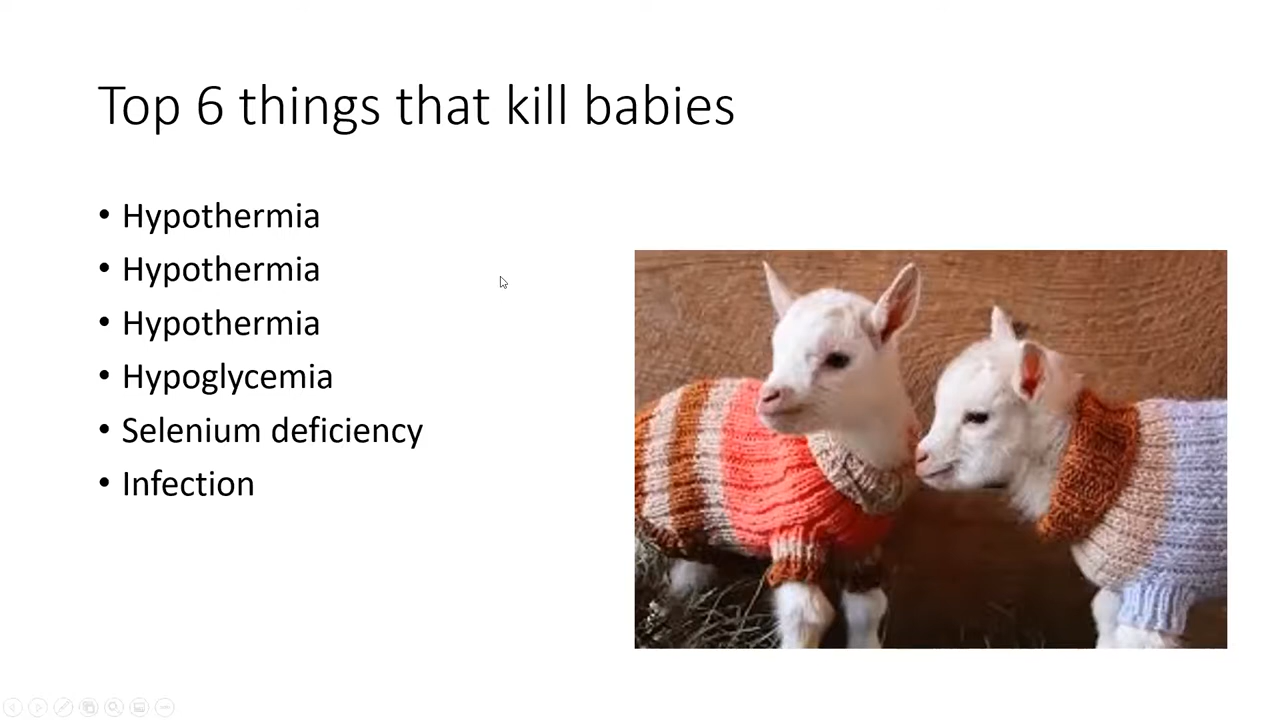 Top 6 things that kill babies
• Hypothermia
• Hypothermia
• Hypothermia
• Hypoglycemia
• Selenium deficiency
• Infection